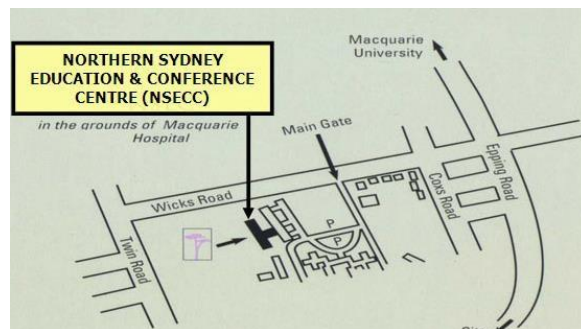 NORTHERN SYDNEY
EDUCATION & CONFERENCE
CENTRE (NSECC)
in the grounds of Macquarie
Hospital
Macquarie
University
Main Gate
Wicks Road
Twin Road
Coxs Road
Epping Road
P
P